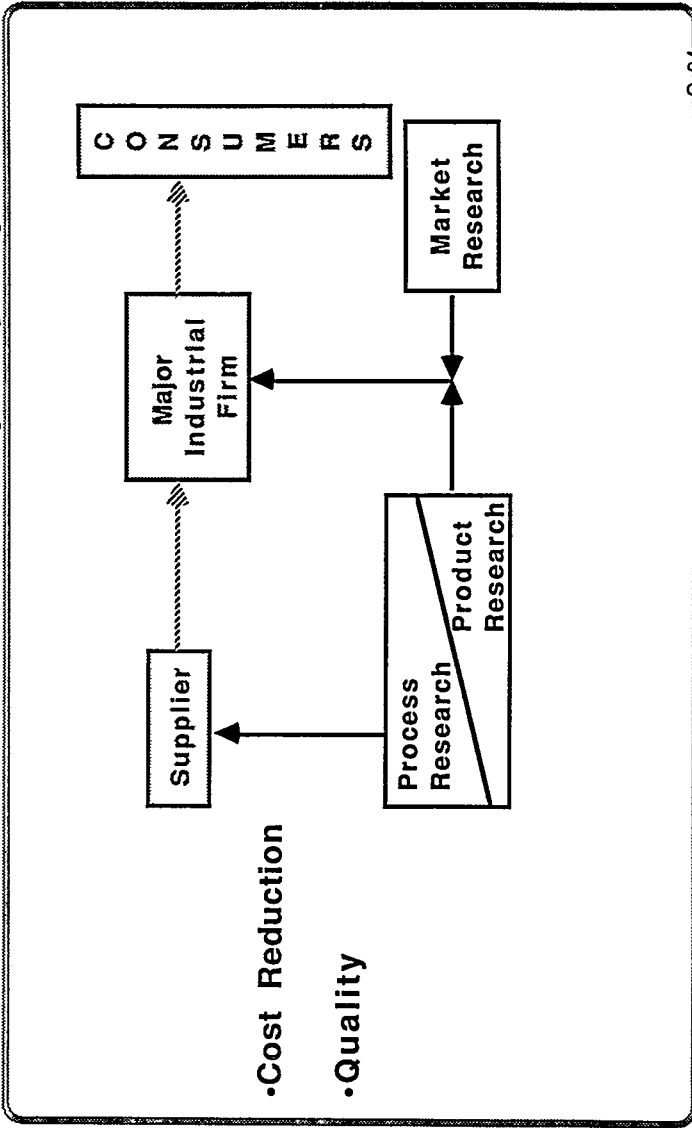 •Cost Reduction
•Quality
Supplier
Major
Industrial
Firm
CONSUMERS
Process
Research
Product
Research
Market
Research